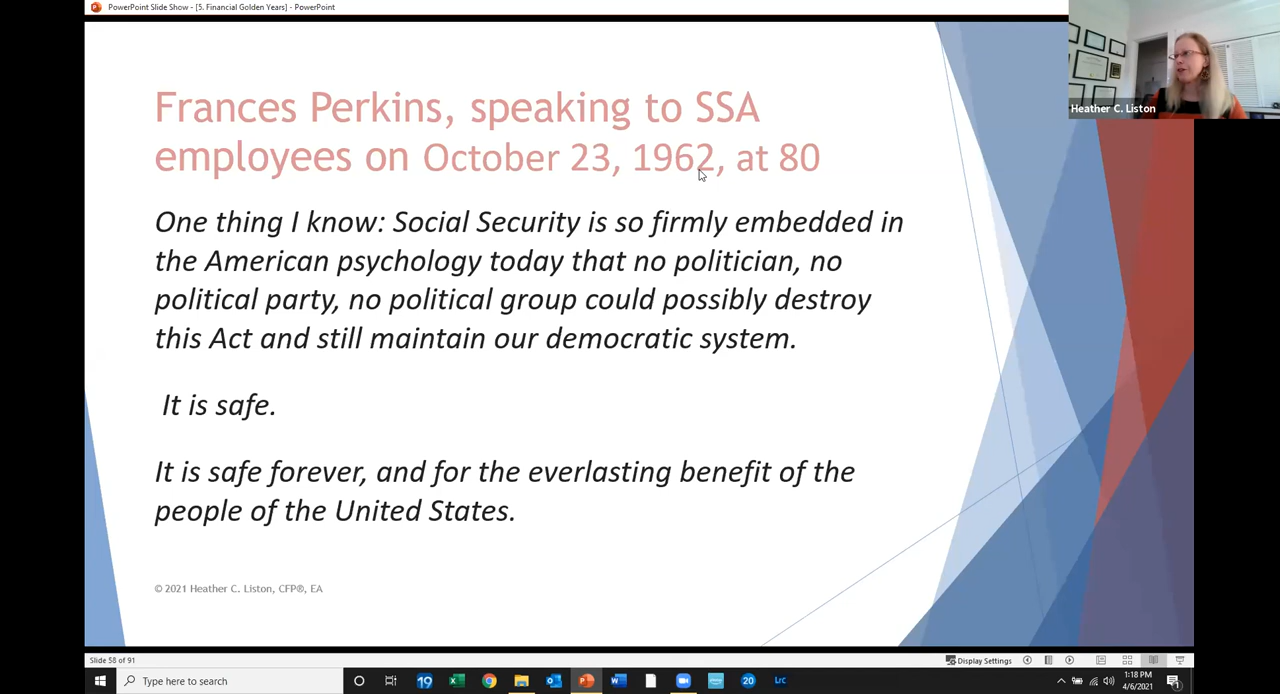 PowerPoint Slide Show - [5. Financial Golden Years] - PowerPoint
Heather C. Liston
Frances Perkins, speaking to SSA
employees on October 23, 1962, at 80
One thing I know: Social Security is so firmly embedded in
the American psychology today that no politician, no
political party, no political group could possibly destroy
this Act and still maintain our democratic system.
It is safe.
It is safe forever, and for the everlasting benefit of the
people of the United States.
© 2021 Heather C. Liston, CFP®, EA
Slide 58 of 91
Display Settings
Type here to search
19
20
Lrc
1:18 PM
4/6/2021
1